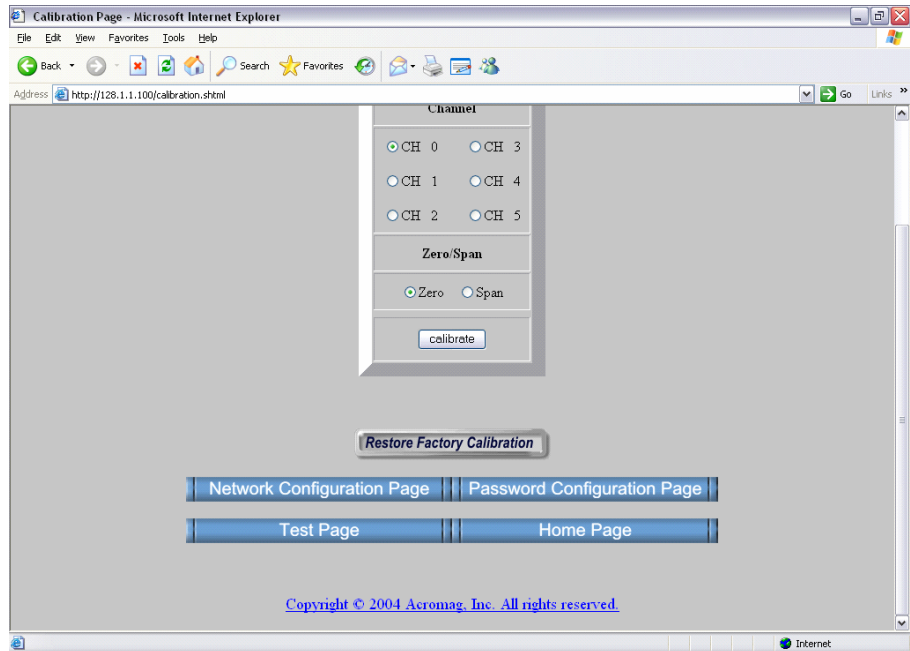 Calibration Page - Microsoft Internet Explorer
File Edit View Favorites Tools Help
Back Search Favorites
Address http://128.1.1.100/calibration.shtml Go Links »
Channel
CH 0 CH 3
CH 1 CH 4
CH 2 CH 5
Zero/Span
Zero Span
calibrate
Restore Factory Calibration
Network Configuration Page Password Configuration Page
Test Page Home Page
Copyright © 2004 Acromag, Inc. All rights reserved.
Internet